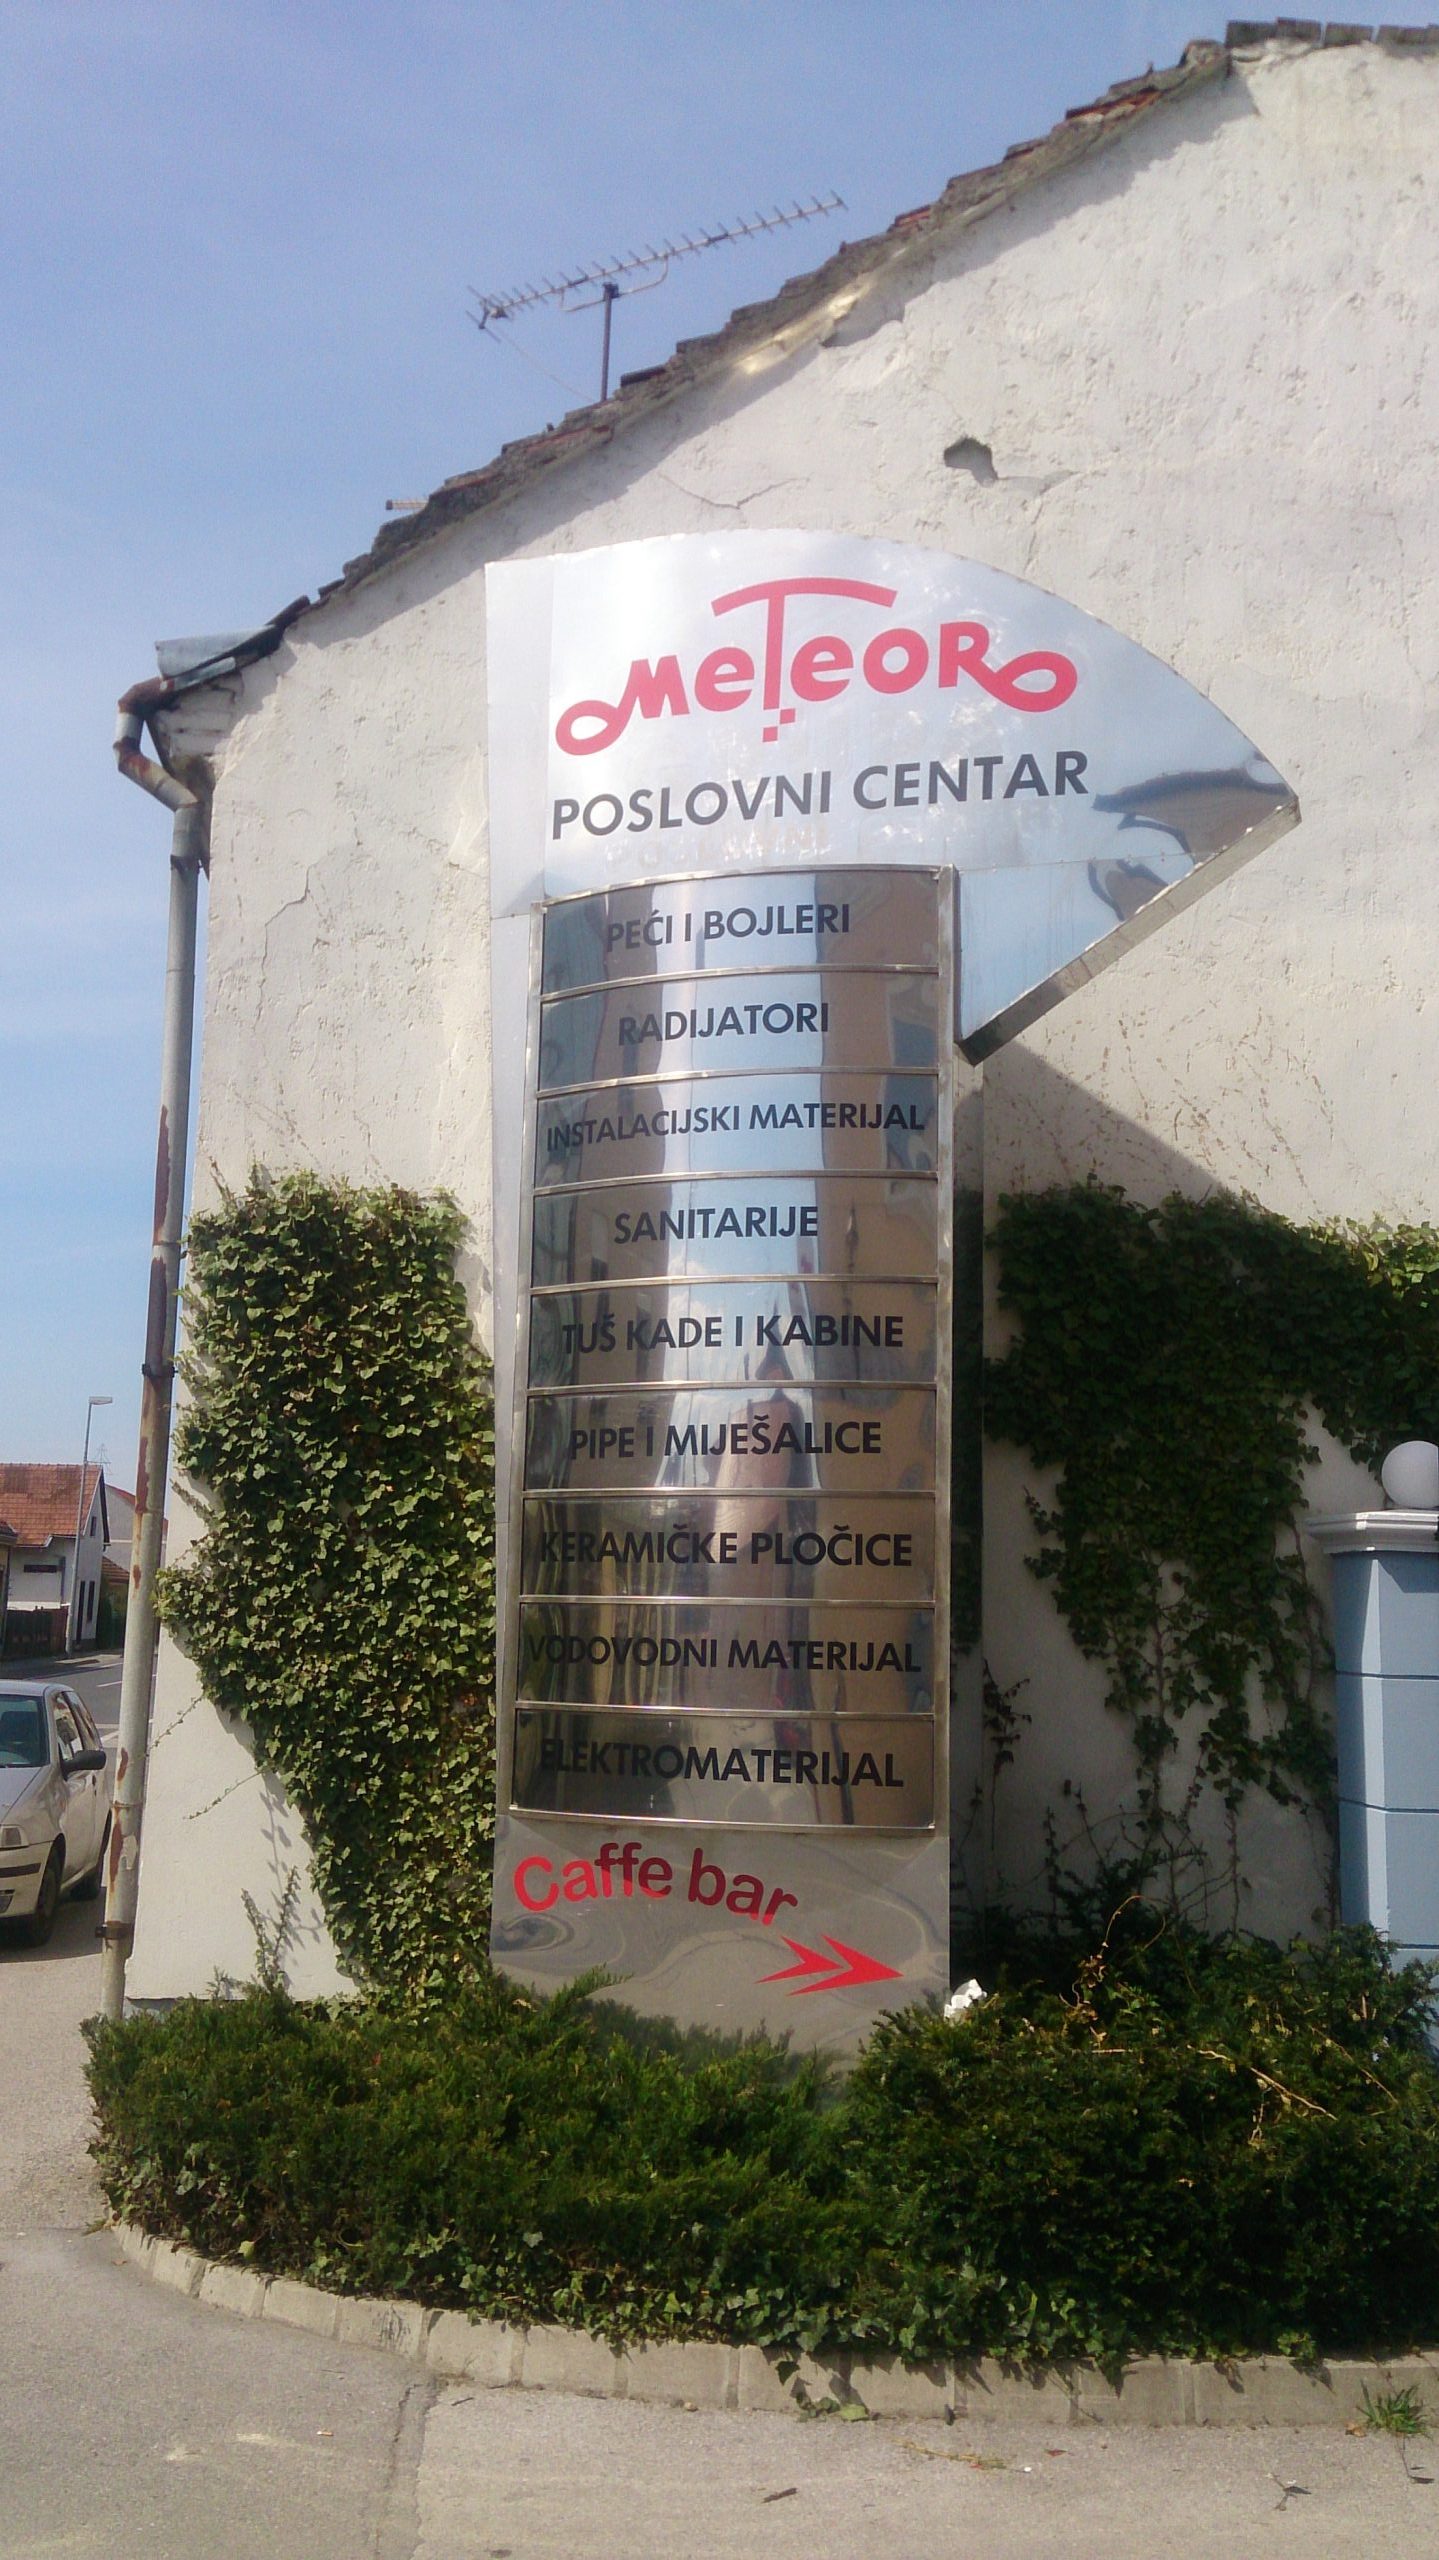 METEOR
POSLOVNI CENTAR
PEĆI I BOJLERI
RADIJATORI
INSTALACIJSKI MATERIJAL
SANITARIJE
TUŠ KADE I KABINE
PIPE I MIJEŠALICE
KERAMIČKE PLOČICE
VODOVODNI MATERIJAL
ELEKTROMATERIJAL
Caffe bar